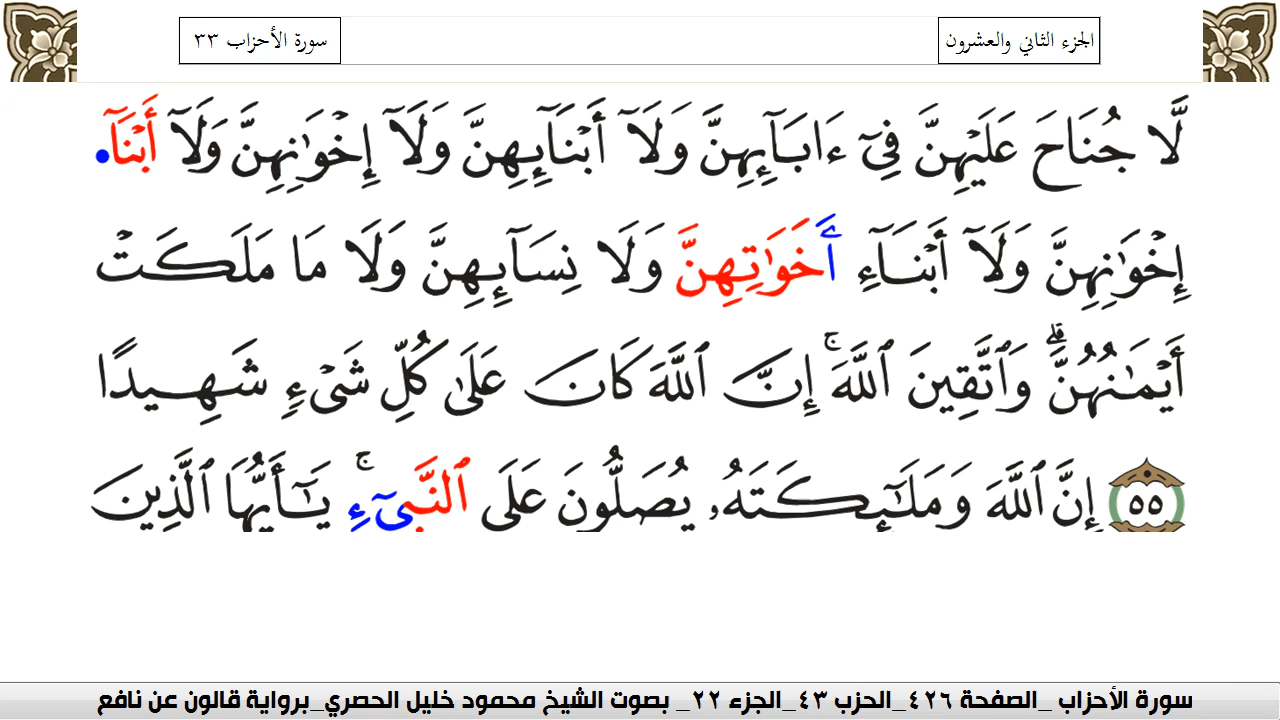 الجزء الثاني والعشرون
سورة الأحزاب ٣٣
لَّا جُنَاحَ عَلَيْهِنَّ فِىٓ ءَابَآئِهِنَّ وَلَآ أَبْنَآئِهِنَّ وَلَآ إِخْوَٰنِهِنَّ وَلَآ أَبْنَآ•
إِخْوَٰنِهِنَّ وَلَآ أَبْنَآءِ أَخَوَٰتِهِنَّ وَلَا نِسَآئِهِنَّ وَلَا مَا مَلَكَتْ
أَيْمَـٰنُهُنَّ ۗ وَٱتَّقِينَ ٱللَّهَ ۚ إِنَّ ٱللَّهَ كَانَ عَلَىٰ كُلِّ شَىْءٍ شَهِيدًا
٥٥ إِنَّ ٱللَّهَ وَمَلَـٰٓئِكَتَهُۥ يُصَلُّونَ عَلَى ٱلنَّبِىٓءِ ۚ يَـٰٓأَيُّهَا ٱلَّذِينَ
سورة الأحزاب _الصفحة ٤٢٦_الحزب ٤٣_الجزء ٢٢_ بصوت الشيخ محمود خليل الحصري_برواية قالون عن نافع